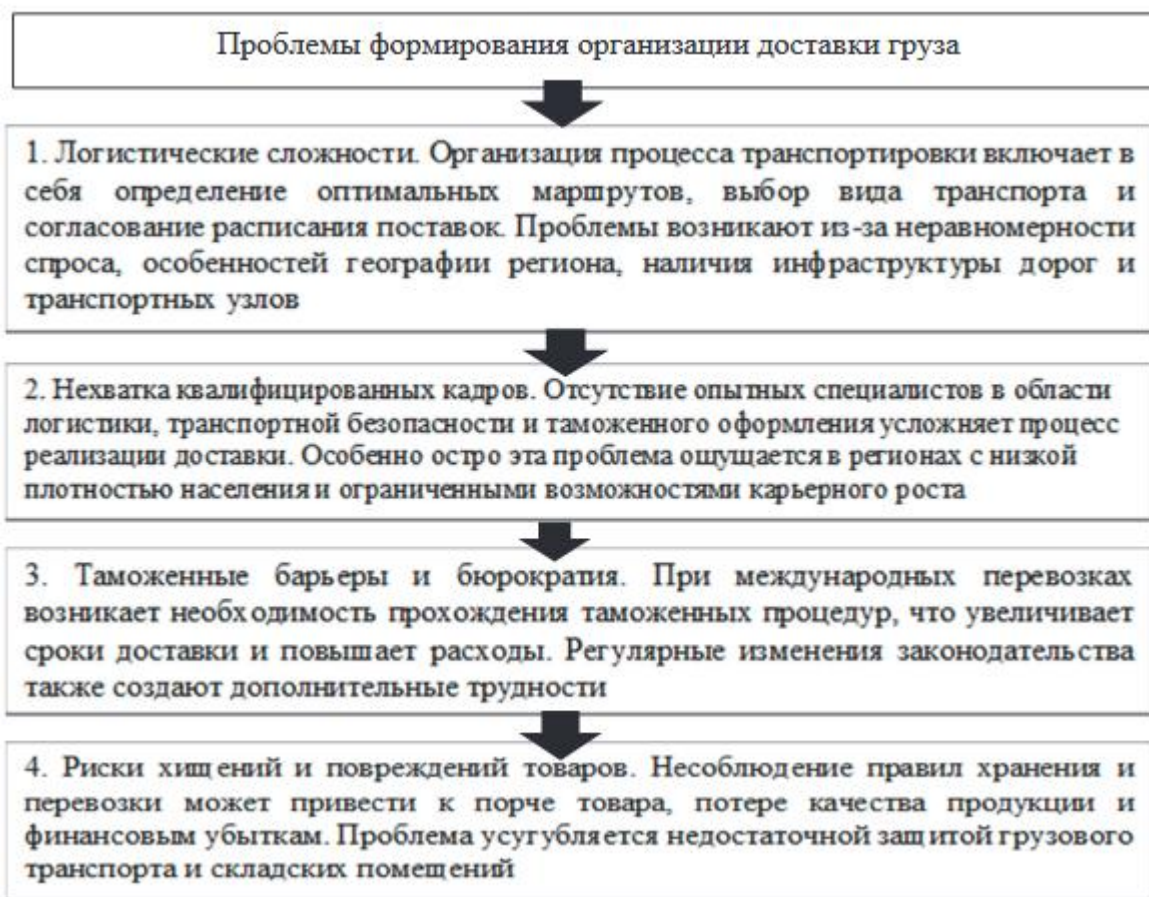 Проблемы формирования организации доставки груза
1. Логистические сложности. Организация процесса транспортировки включает в
себя определение оптимальных маршрутов, выбор вида транспорта и
согласование расписания поставок. Проблемы возникают из-за неравномерности
спроса, особенностей географии региона, наличия инфраструктуры дорог и
транспортных узлов
2. Нехватка квалифицированных кадров. Отсутствие опытных специалистов в области
логистики, транспортной безопасности и таможенного оформления усложняет процесс
реализации доставки. Особенно остро эта проблема ощущается в регионах с низкой
плотностью населения и ограниченными возможностями карьерного роста
3. Таможенные барьеры и бюрократия. При международных перевозках
возникает необходимость прохождения таможенных процедур, что увеличивает
сроки доставки и повышает расходы. Регулярные изменения законодательства
также создают дополнительные трудности
4. Риски хищений и повреждений товаров. Несоблюдение правил хранения и
перевозки может привести к порче товара, потере качества продукции и
финансовым убыткам. Проблема усугубляется недостаточной защитой грузового
транспорта и складских помещений